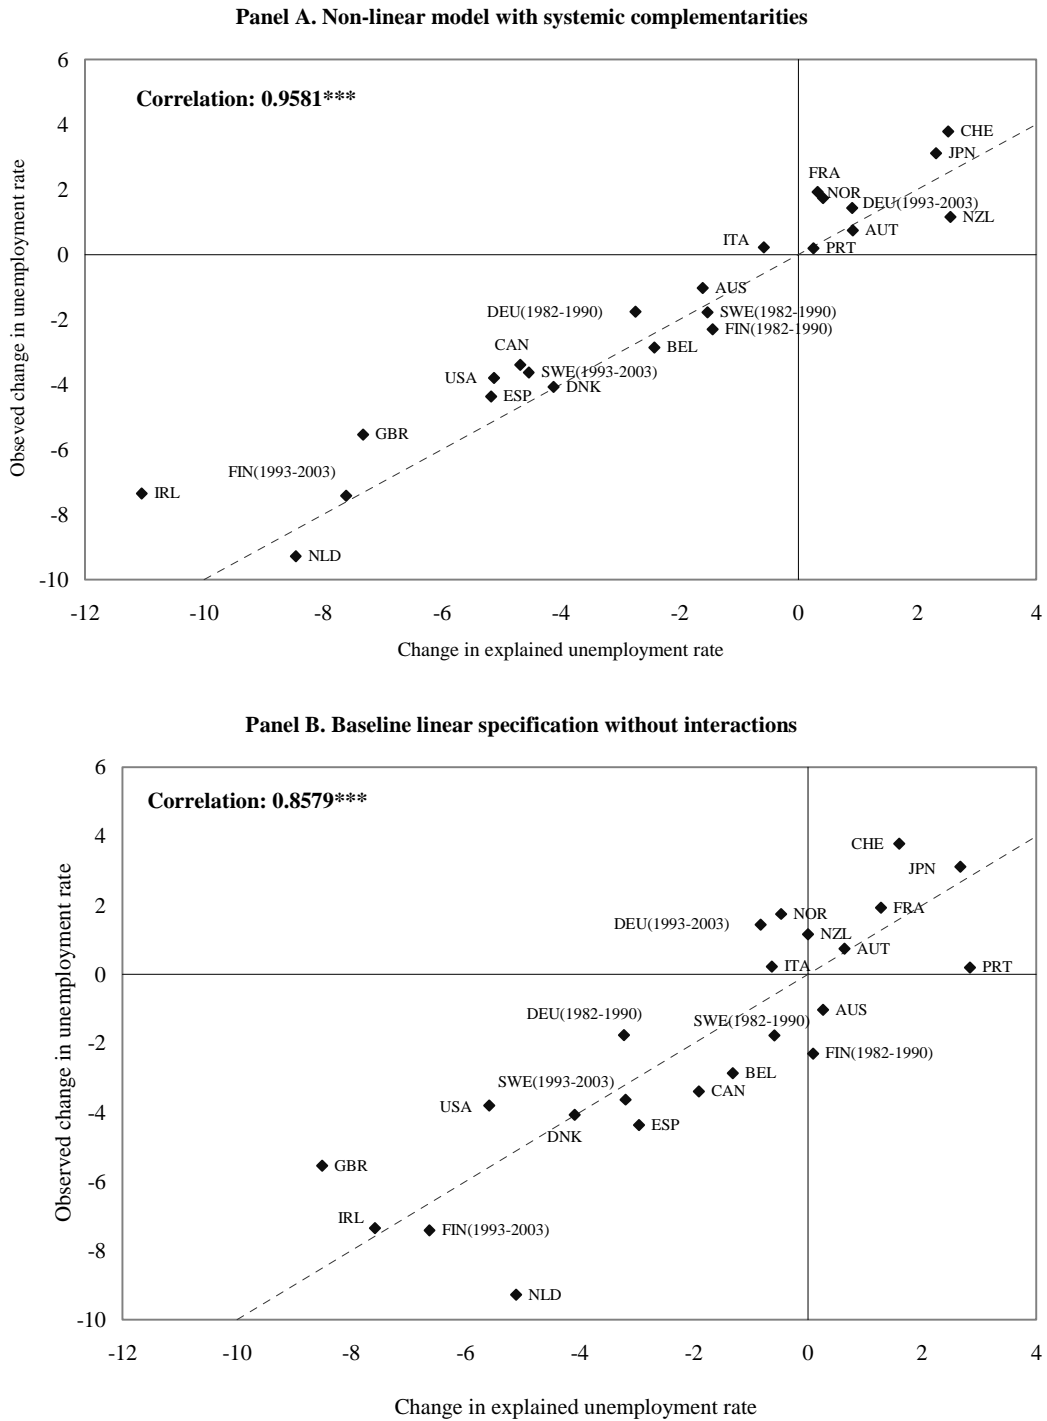 Panel A. Non-linear model with systemic complementarities
6
Correlation: 0.9581***
4
CHE
JPN
FRA
2
NOR
DEU(1993-2003)
NZL
AUT
ITA
PRT
0
AUS
DEU(1982-1990)
SWE(1982-1990)
-2
FIN(1982-1990)
CAN
BEL
USA
SWE(1993-2003)
-4
DNK
ESP
GBR
-6
FIN(1993-2003)
IRL
-8
NLD
-10
-12 -10 -8 -6 -4 -2 0 2 4
Obseved change in unemployment rate
Change in explained unemployment rate
Panel B. Baseline linear specification without interactions
6
Correlation: 0.8579***
4
CHE
JPN
FRA
2
NOR
DEU(1993-2003)
NZL
AUT
ITA
PRT
0
AUS
DEU(1982-1990)
SWE(1982-1990)
-2
FIN(1982-1990)
BEL
SWE(1993-2003)
CAN
USA
-4
ESP
DNK
GBR
-6
IRL
FIN(1993-2003)
-8
NLD
-10
-12 -10 -8 -6 -4 -2 0 2 4
Observed change in unemployment rate
Change in explained unemployment rate